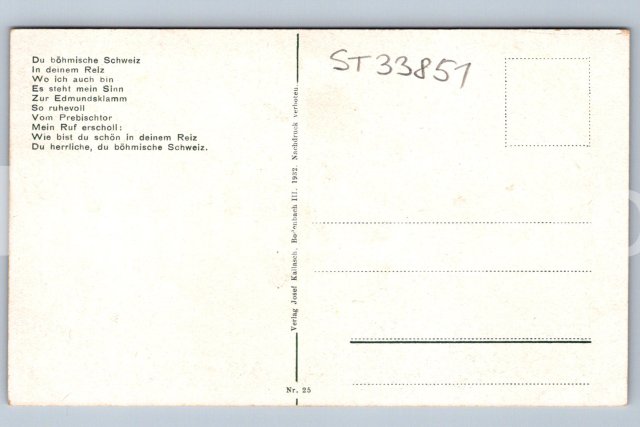 Du böhmische Schweiz
In deinem Reiz
Wo ich auch bin
Es steht mein Sinn
Zur Edmundsklamm
So ruhevoll
Vom Prebischtor
Mein Ruf erscholl:
Wie bist du schön in deinem Reiz
Du herrliche, du böhmische Schweiz.
Verlag Josef Kalinsch, Bodenbach III. 1932. Nachdruck verboten.
Nr. 25
ST33851